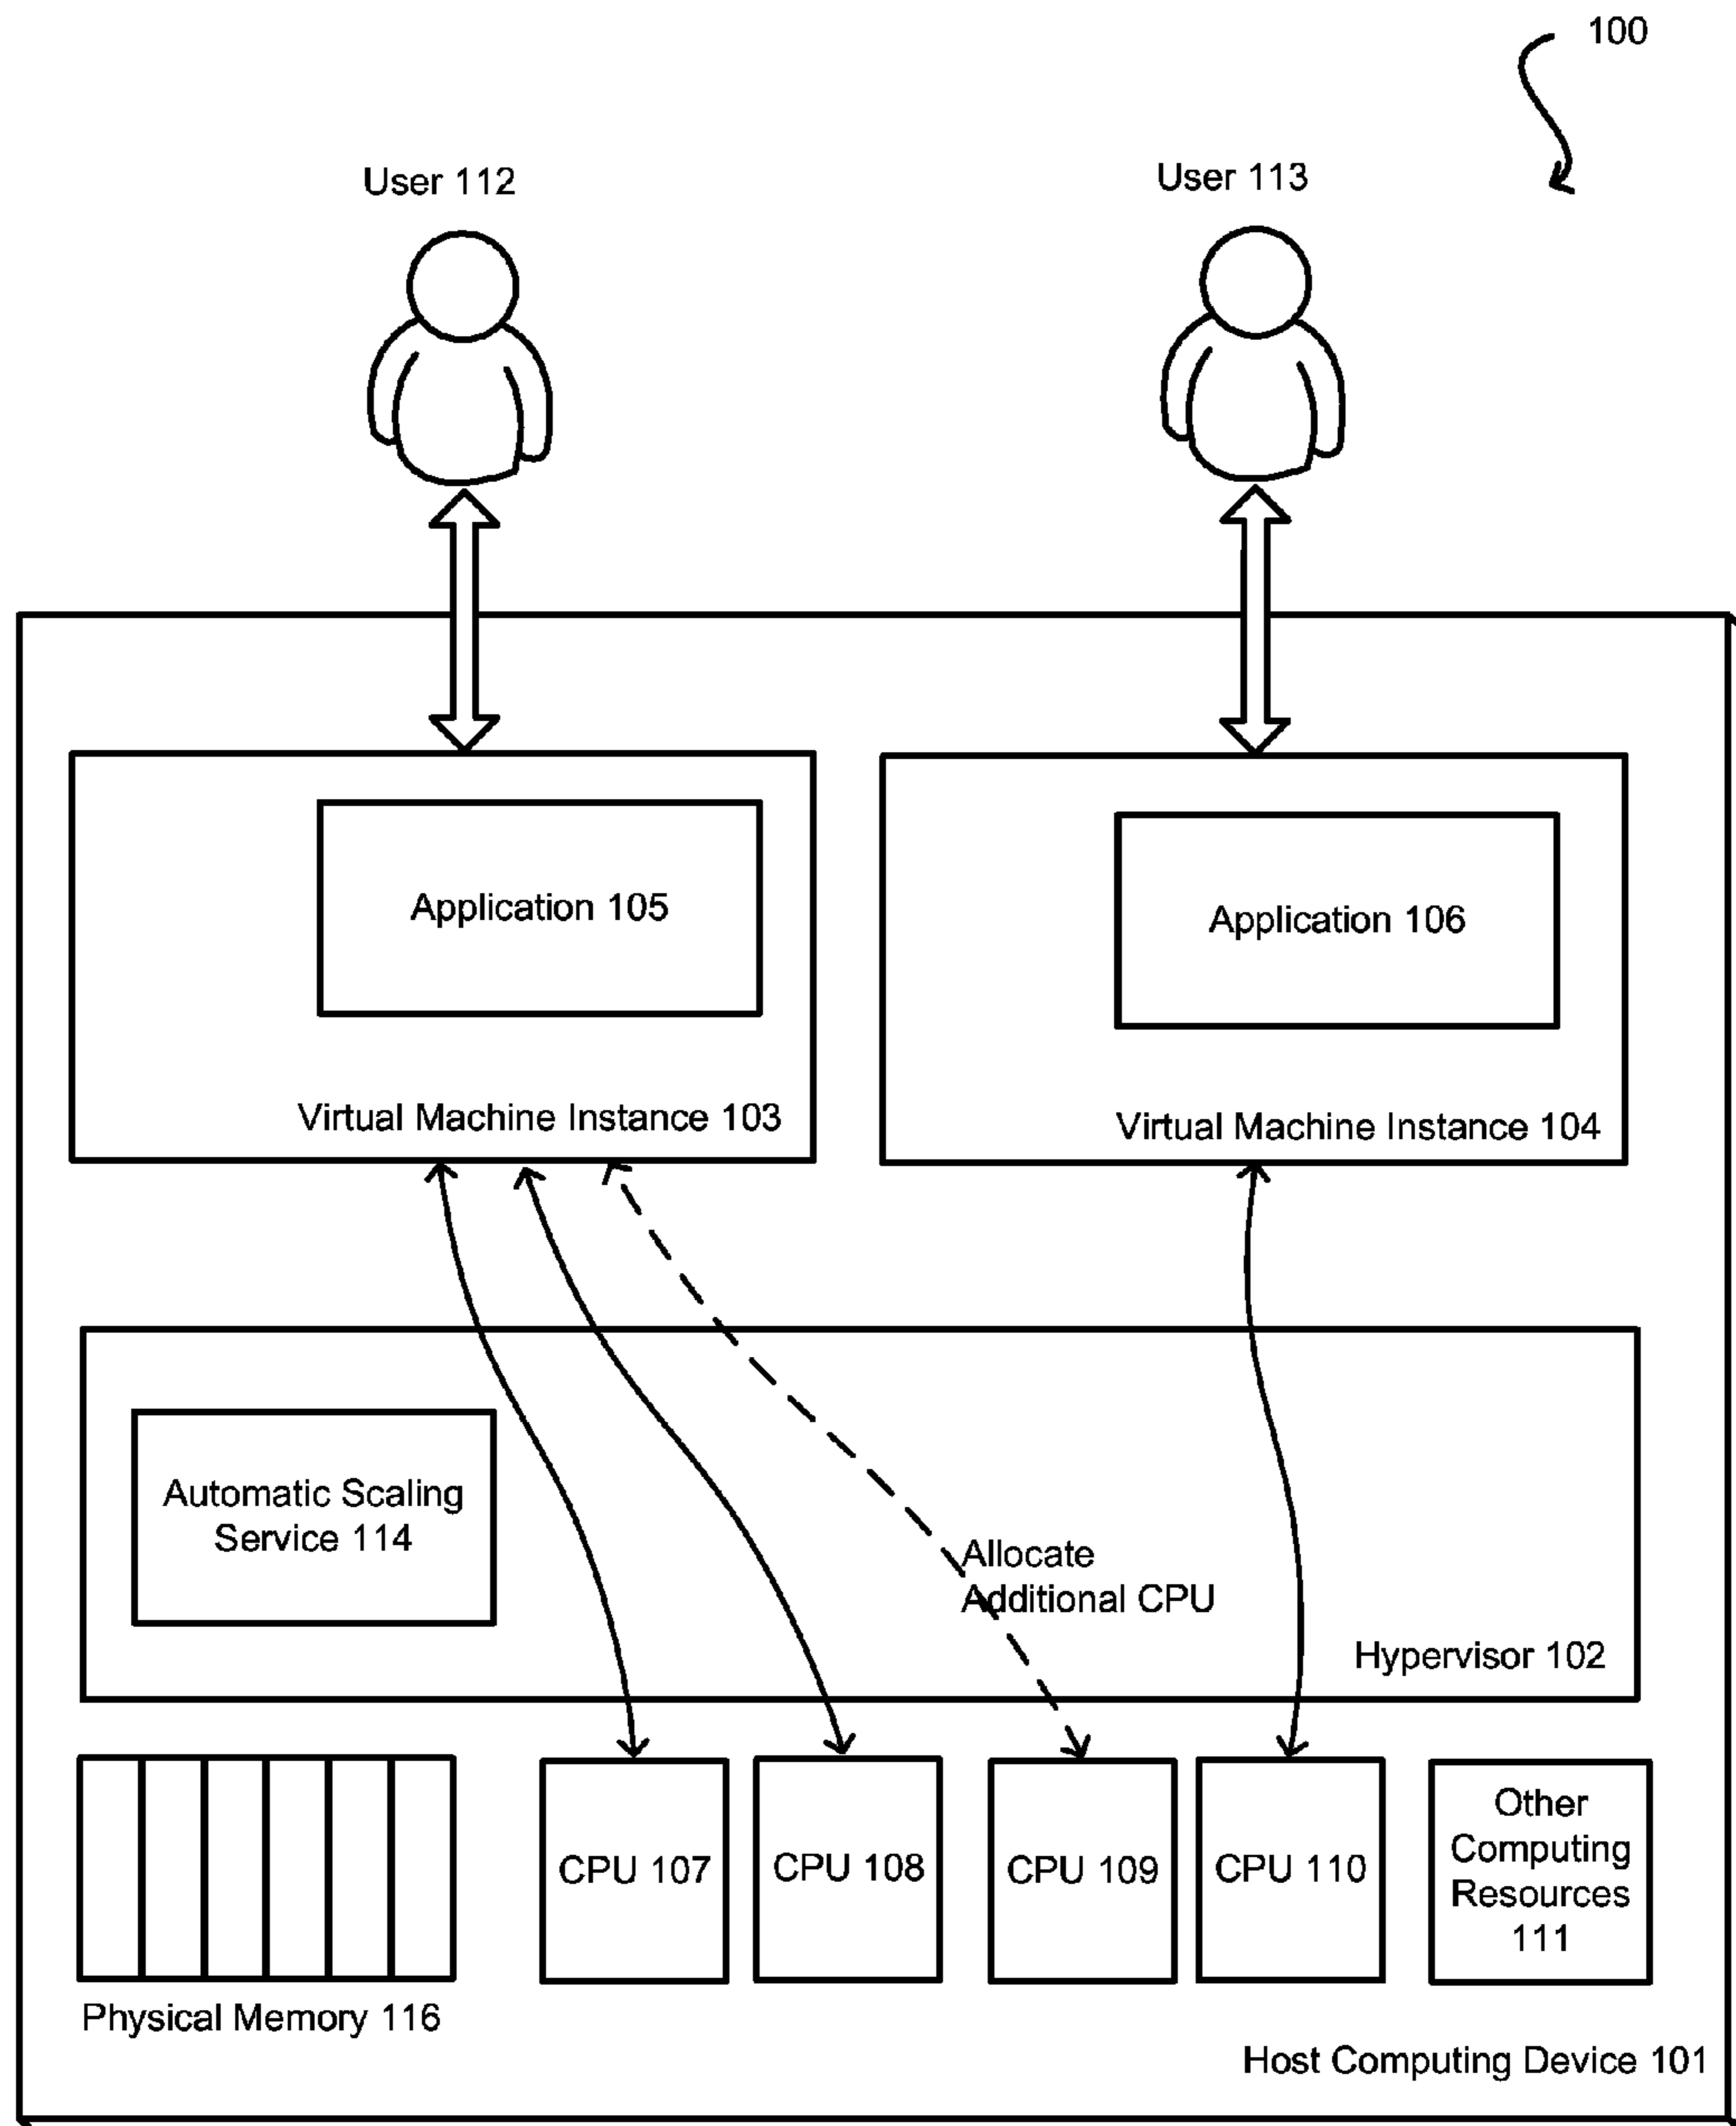 100
User 112
User 113
Application 105
Application 106
Virtual Machine Instance 103
Virtual Machine Instance 104
Automatic Scaling
Service 114
Allocate
Additional CPU
Hypervisor 102
CPU 107
CPU 108
CPU 109
CPU 110
Other
Computing
Resources
111
Physical Memory 116
Host Computing Device 101